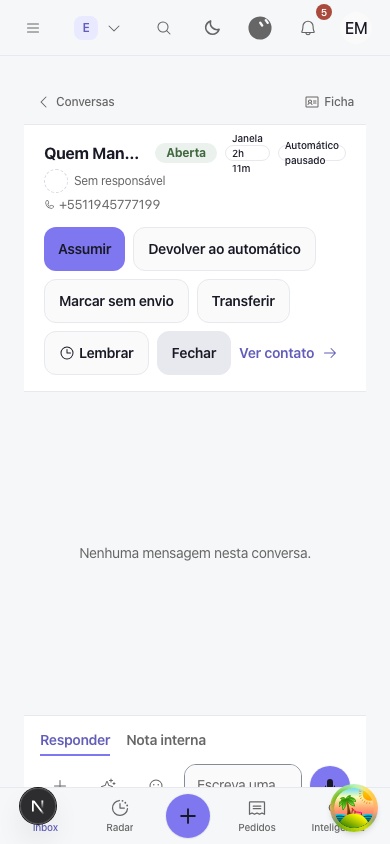 E
5
EM
Conversas
Ficha
Quem Man...
Aberta
Janela
2h
11m
Automático
pausado
Sem responsável
+5511945777199
Assumir
Devolver ao automático
Marcar sem envio
Transferir
Lembrar
Fechar
Ver contato
Nenhuma mensagem nesta conversa.
Responder
Nota interna
Escreva uma
N
Inbox
Radar
Pedidos